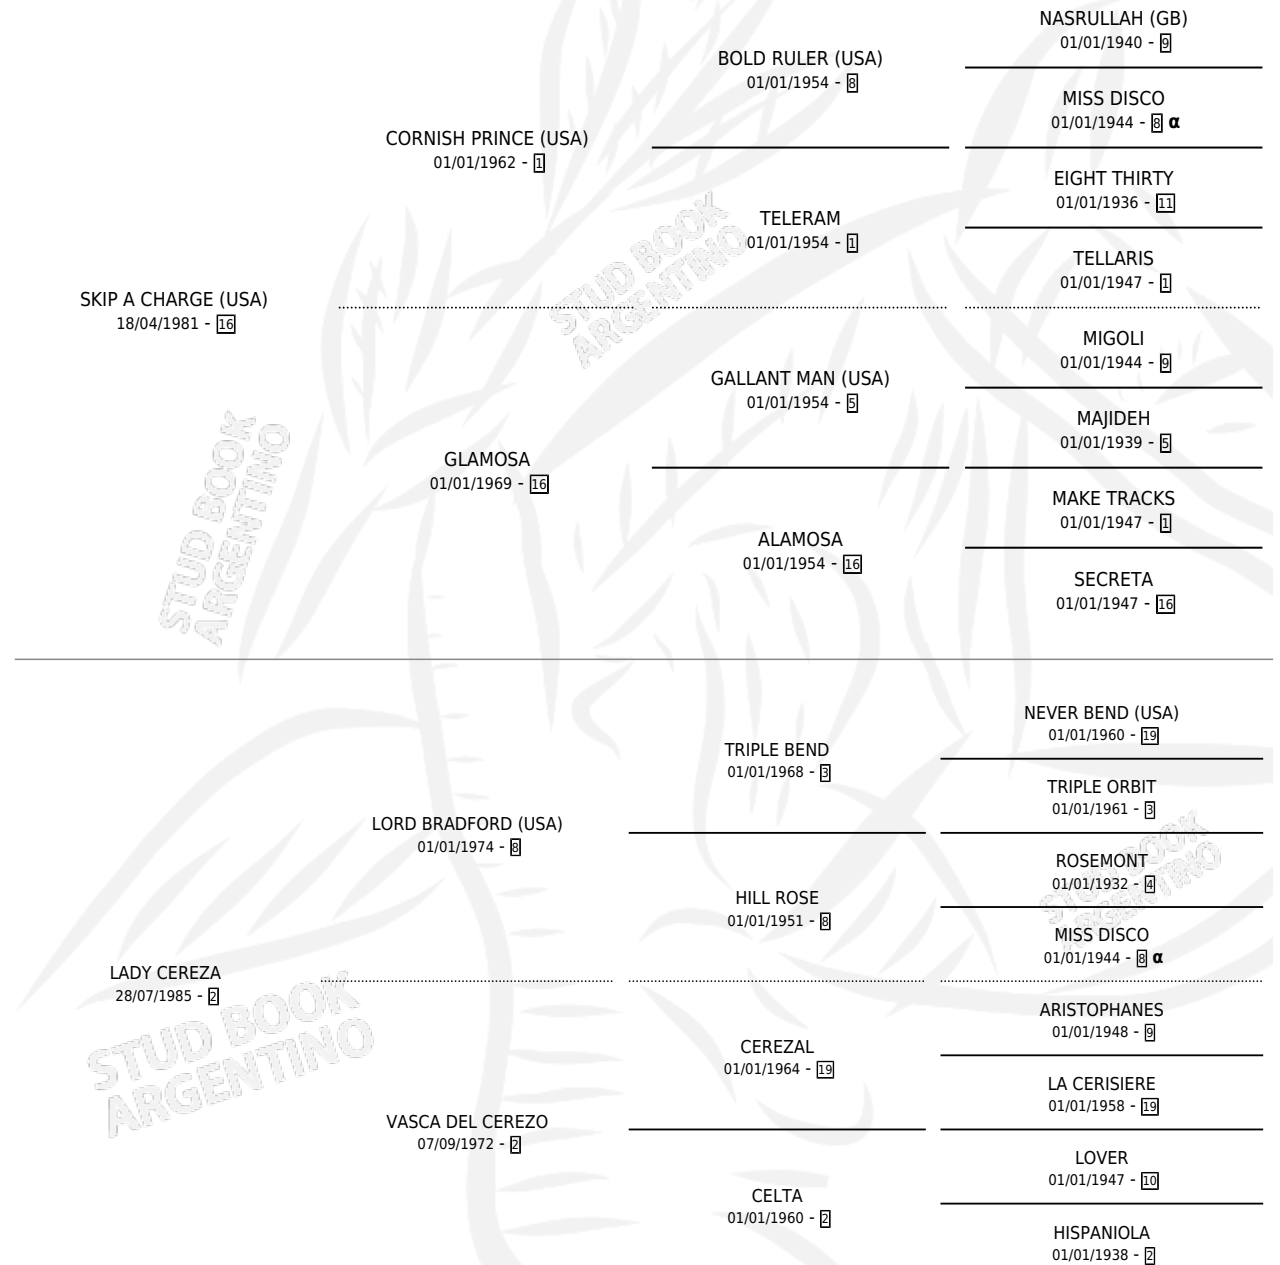 NASRULLAH (GB)
01/01/1940 - 9
BOLD RULER (USA)
01/01/1954 - 8
MISS DISCO
01/01/1944 - 8 α
CORNISH PRINCE (USA)
01/01/1962 - 1
EIGHT THIRTY
01/01/1936 - 11
TELERAM
01/01/1954 - 1
TELLARIS
01/01/1947 - 1
SKIP A CHARGE (USA)
18/04/1981 - 16
MIGOLI
01/01/1944 - 9
GALLANT MAN (USA)
01/01/1954 - 5
MAJIDEH
01/01/1939 - 5
GLAMOSA
01/01/1969 - 16
MAKE TRACKS
01/01/1947 - 1
ALAMOSA
01/01/1954 - 16
SECRETA
01/01/1947 - 16
NEVER BEND (USA)
01/01/1960 - 19
TRIPLE BEND
01/01/1968 - 3
TRIPLE ORBIT
01/01/1961 - 3
LORD BRADFORD (USA)
01/01/1974 - 8
ROSEMONT
01/01/1932 - 4
HILL ROSE
01/01/1951 - 8
MISS DISCO
01/01/1944 - 8 α
LADY CEREZA
28/07/1985 - 2
ARISTOPHANES
01/01/1948 - 9
CEREZAL
01/01/1964 - 19
LA CERISIERE
01/01/1958 - 19
VASCA DEL CEREZO
07/09/1972 - 2
LOVER
01/01/1947 - 10
CELTA
01/01/1960 - 2
HISPANIOLA
01/01/1938 - 2
STUD BOOK
ARGENTINO
STUD BOOK
ARGENTINO
STUD BOOK
ARGENTINO
STUD BOOK
ARGENTINO